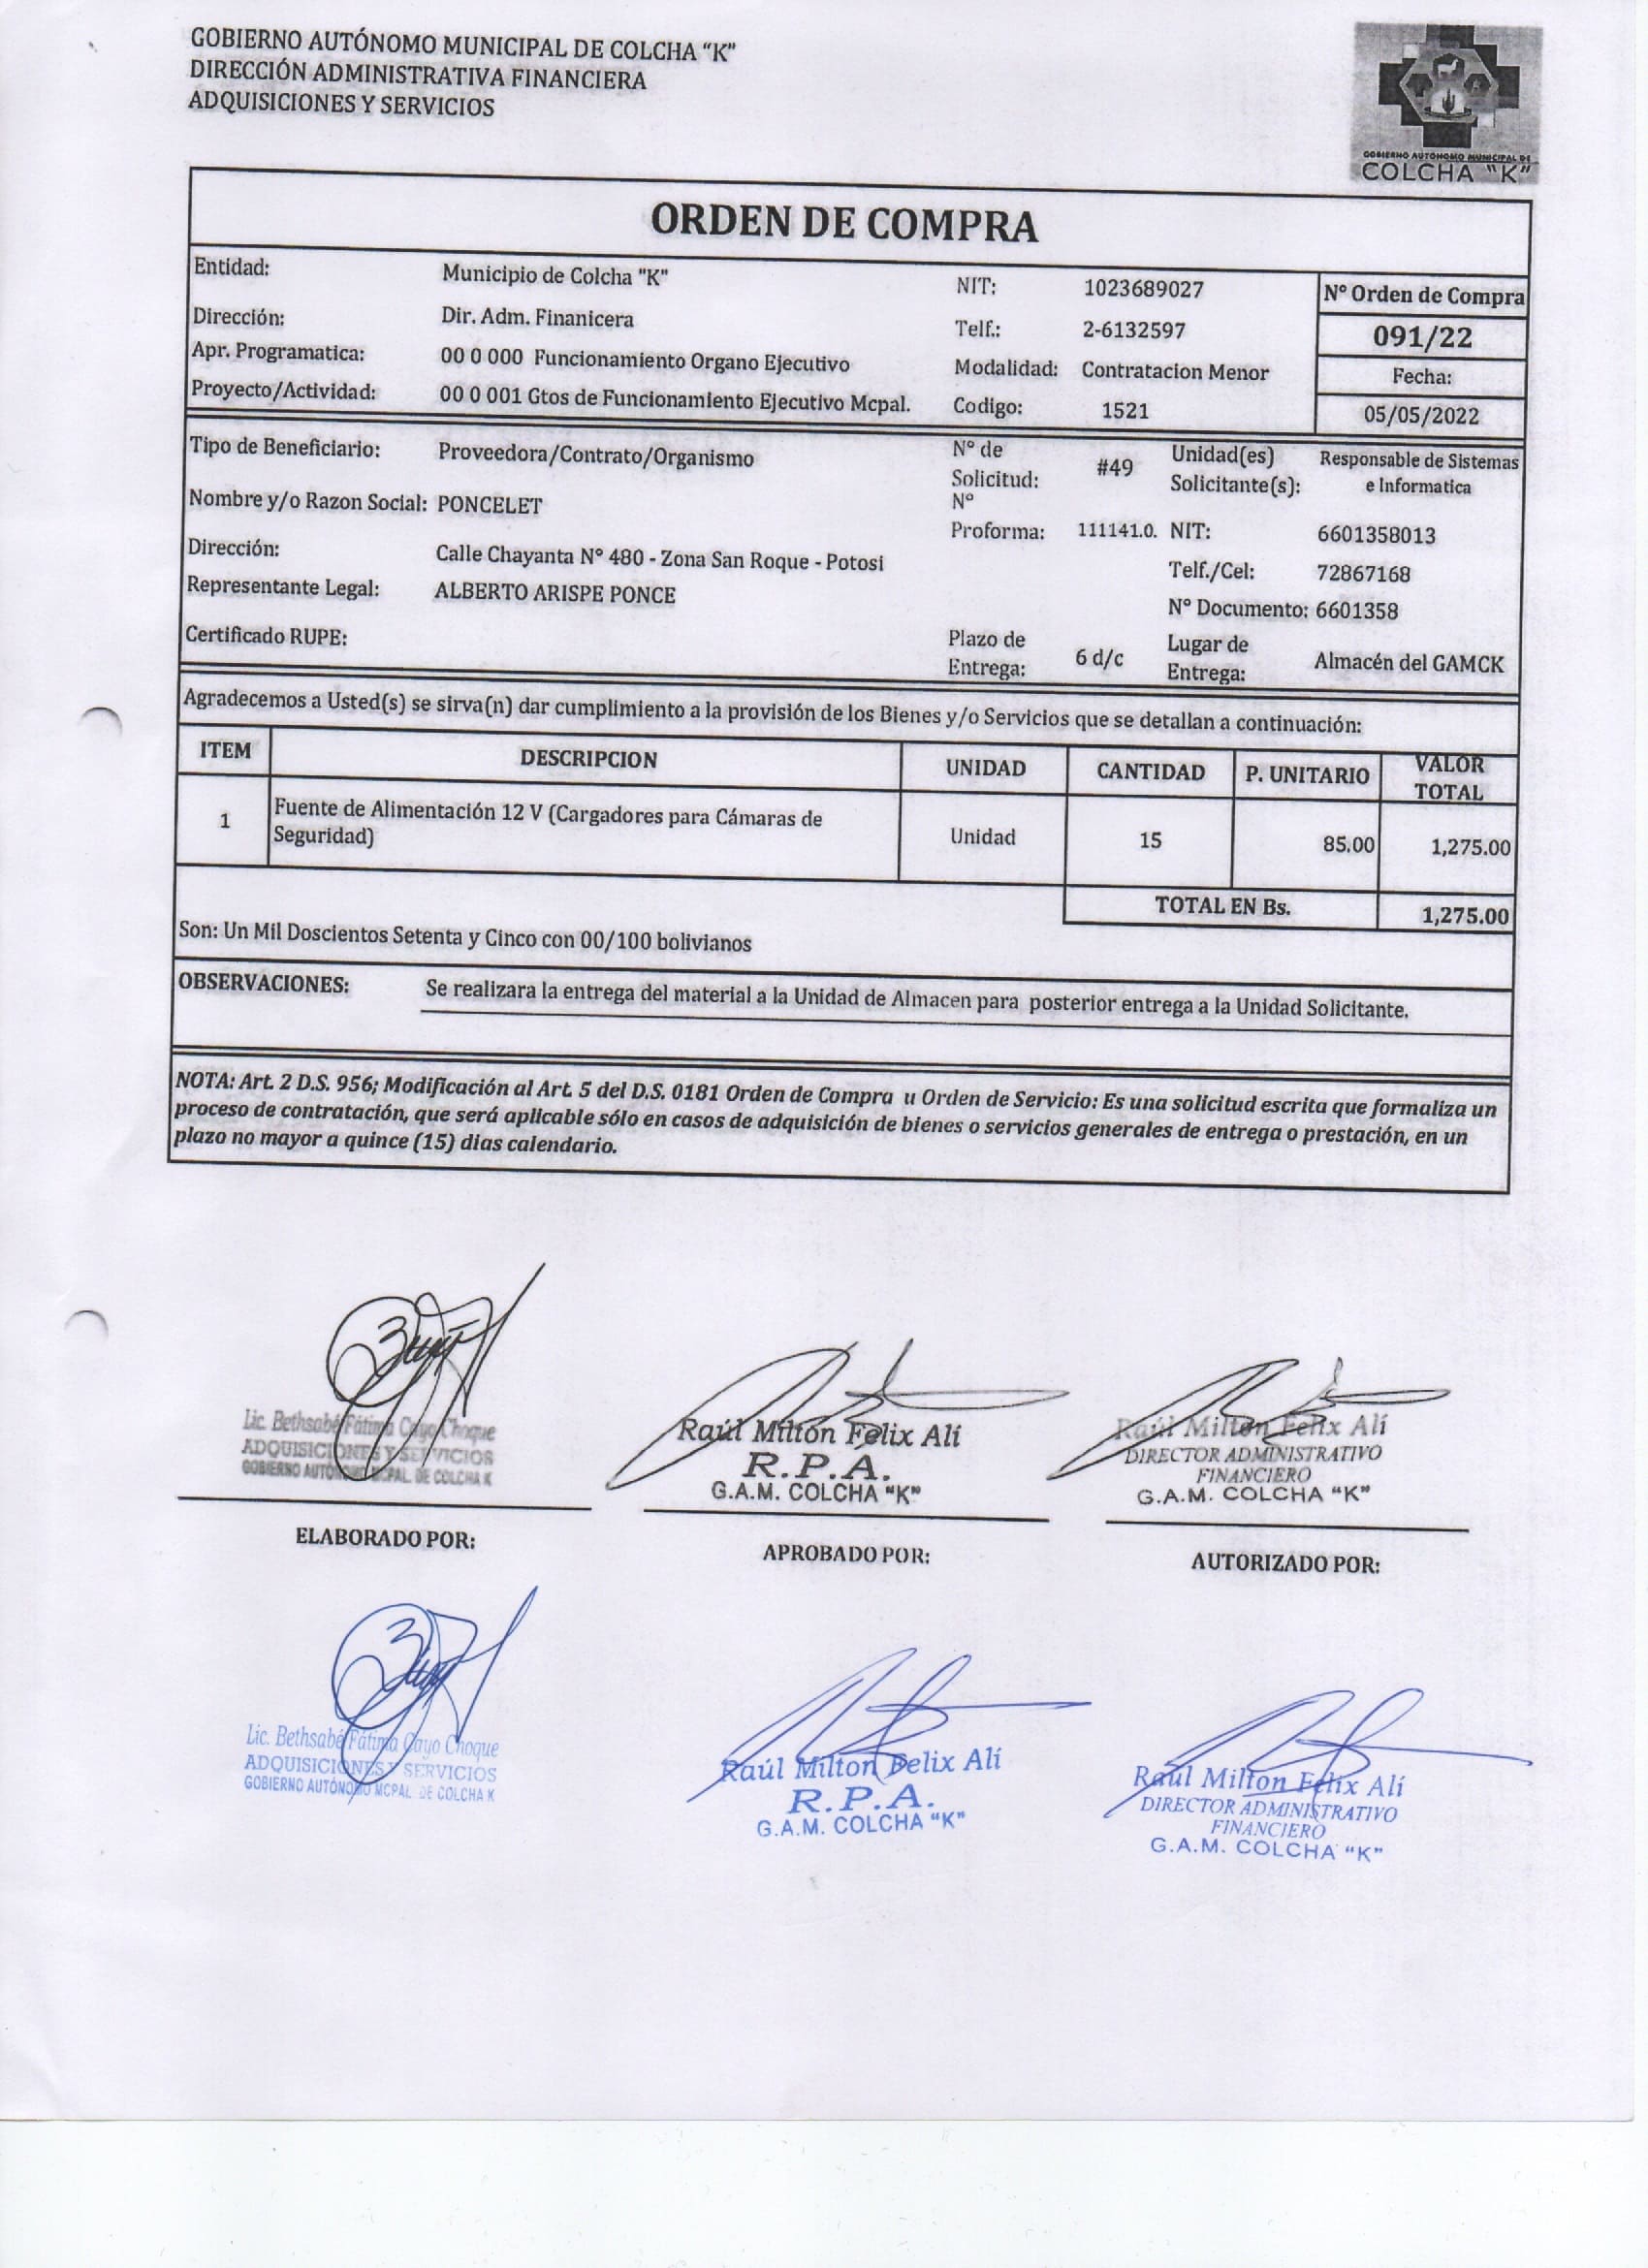 GOBIERNO AUTÓNOMO MUNICIPAL DE COLCHA "K"
DIRECCIÓN ADMINISTRATIVA FINANCIERA
ADQUISICIONES Y SERVICIOS
GOBIERNO AUTONOMO MUNICIPAL DE
COLCHA "K"
ORDEN DE COMPRA
Entidad: Municipio de Colcha "K" NIT: 1023689027 Nº Orden de Compra
Dirección: Dir. Adm. Finanicera Telf.: 2-6132597 091/22
Apr. Programatica: 00 0 000 Funcionamiento Organo Ejecutivo Modalidad: Contratacion Menor Fecha:
Proyecto/Actividad: 00 0 001 Gtos de Funcionamiento Ejecutivo Mcpal. Codigo: 1521 05/05/2022
Tipo de Beneficiario: Proveedora/Contrato/Organismo Nº de Solicitud: #49 Unidad(es) Solicitante(s): Responsable de Sistemas e Informatica
Nombre y/o Razon Social: PONCELET Nº Proforma: 111141.0. NIT: 6601358013
Dirección: Calle Chayanta Nº 480 - Zona San Roque - Potosi Telf./Cel: 72867168
Representante Legal: ALBERTO ARISPE PONCE Nº Documento: 6601358
Certificado RUPE: Plazo de Entrega: 6 d/c Lugar de Entrega: Almacén del GAMCK
Agradecemos a Usted(s) se sirva(n) dar cumplimiento a la provisión de los Bienes y/o Servicios que se detallan a continuación:
ITEM DESCRIPCION UNIDAD CANTIDAD P. UNITARIO VALOR TOTAL
1 Fuente de Alimentación 12 V (Cargadores para Cámaras de Seguridad) Unidad 15 85.00 1,275.00
TOTAL EN Bs. 1,275.00
Son: Un Mil Doscientos Setenta y Cinco con 00/100 bolivianos
OBSERVACIONES: Se realizara la entrega del material a la Unidad de Almacen para posterior entrega a la Unidad Solicitante.
NOTA: Art. 2 D.S. 956; Modificación al Art. 5 del D.S. 0181 Orden de Compra u Orden de Servicio: Es una solicitud escrita que formaliza un
proceso de contratación, que será aplicable sólo en casos de adquisición de bienes o servicios generales de entrega o prestación, en un
plazo no mayor a quince (15) dias calendario.
Lic. Bethsabé Fátima Cayo Choque
ADQUISICIONES Y SERVICIOS
GOBIERNO AUTÓNOMO MCPAL. DE COLCHA K
ELABORADO POR:
Raúl Milton Felix Alí
R.P.A.
G.A.M. COLCHA "K"
APROBADO POR:
Raúl Milton Felix Alí
DIRECTOR ADMINISTRATIVO
FINANCIERO
G.A.M. COLCHA "K"
AUTORIZADO POR:
Lic. Bethsabé Fátima Cayo Choque
ADQUISICIONES Y SERVICIOS
GOBIERNO AUTÓNOMO MCPAL. DE COLCHA K
Raúl Milton Felix Alí
R.P.A.
G.A.M. COLCHA "K"
Raúl Milton Felix Alí
DIRECTOR ADMINISTRATIVO
FINANCIERO
G.A.M. COLCHA "K"